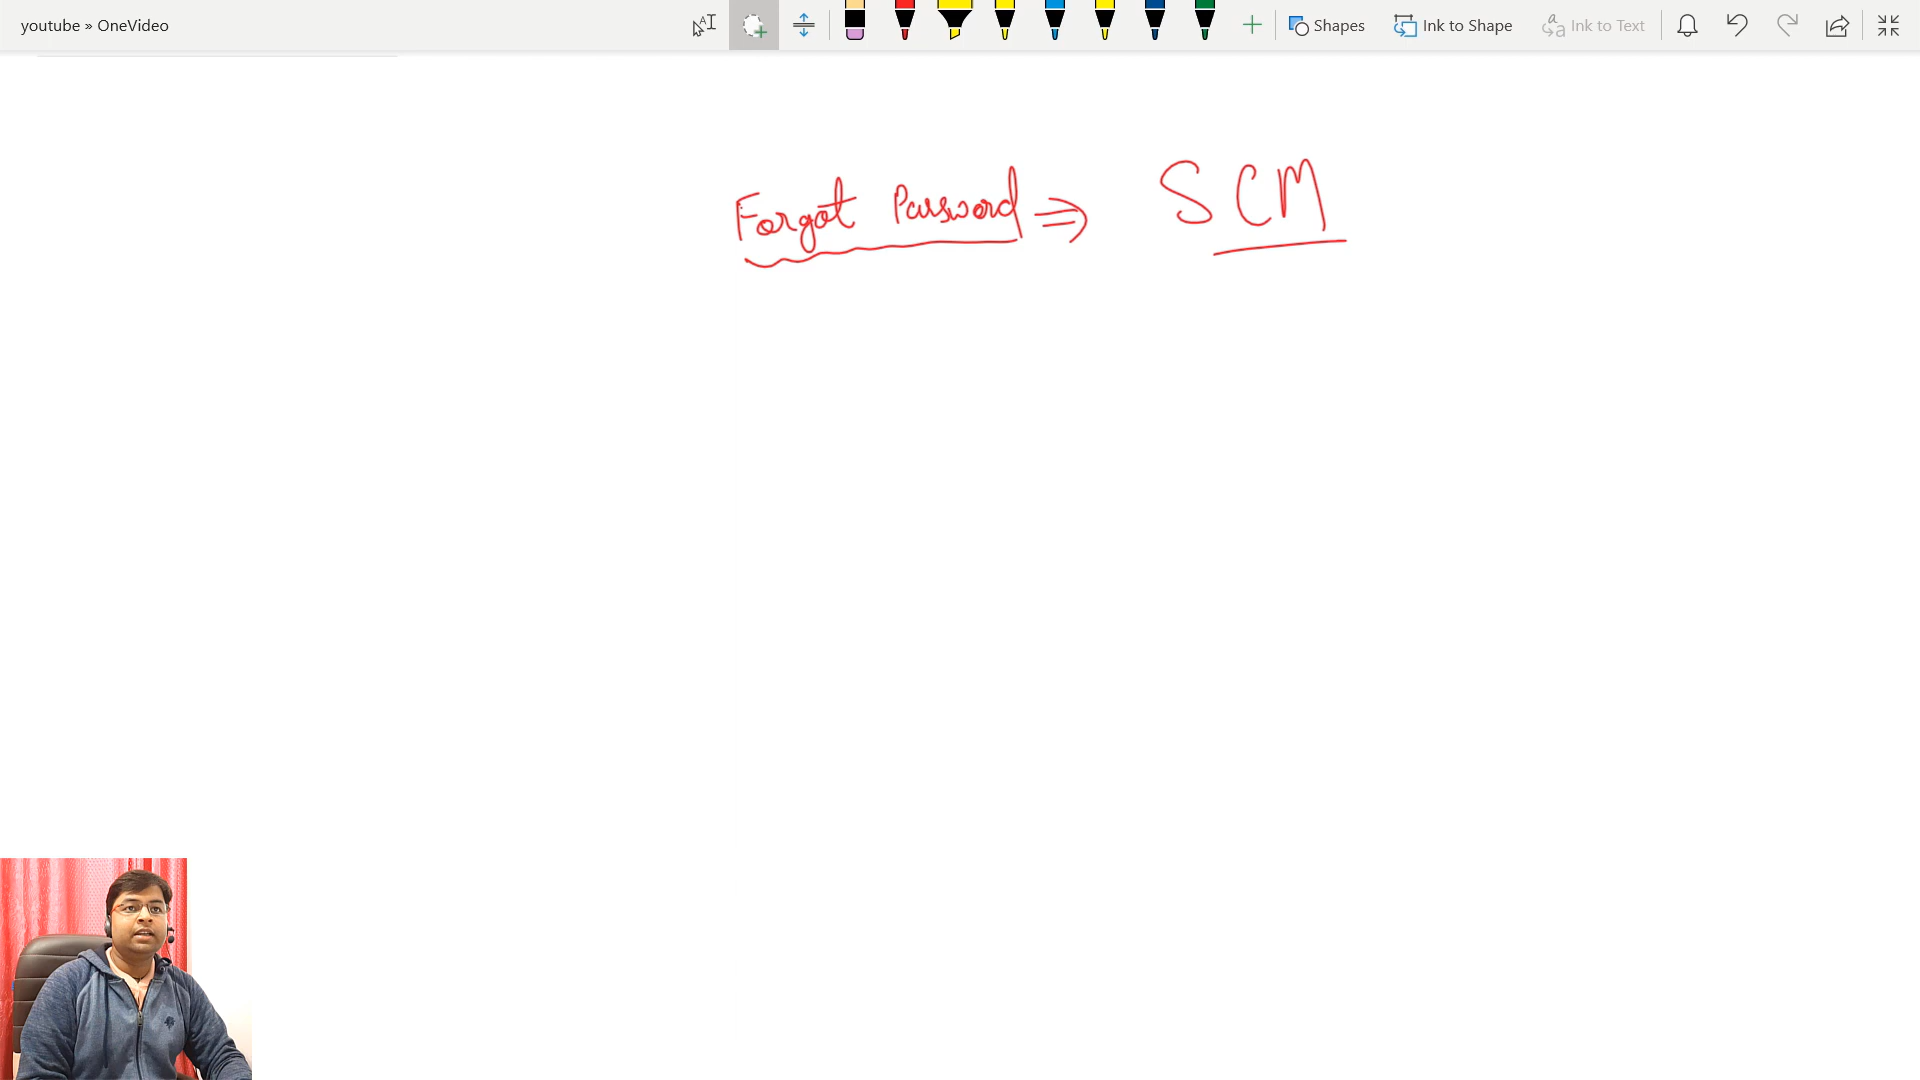 youtube » OneVideo
Shapes
Ink to Shape
Ink to Text
Forgot Password ⇒ SCM